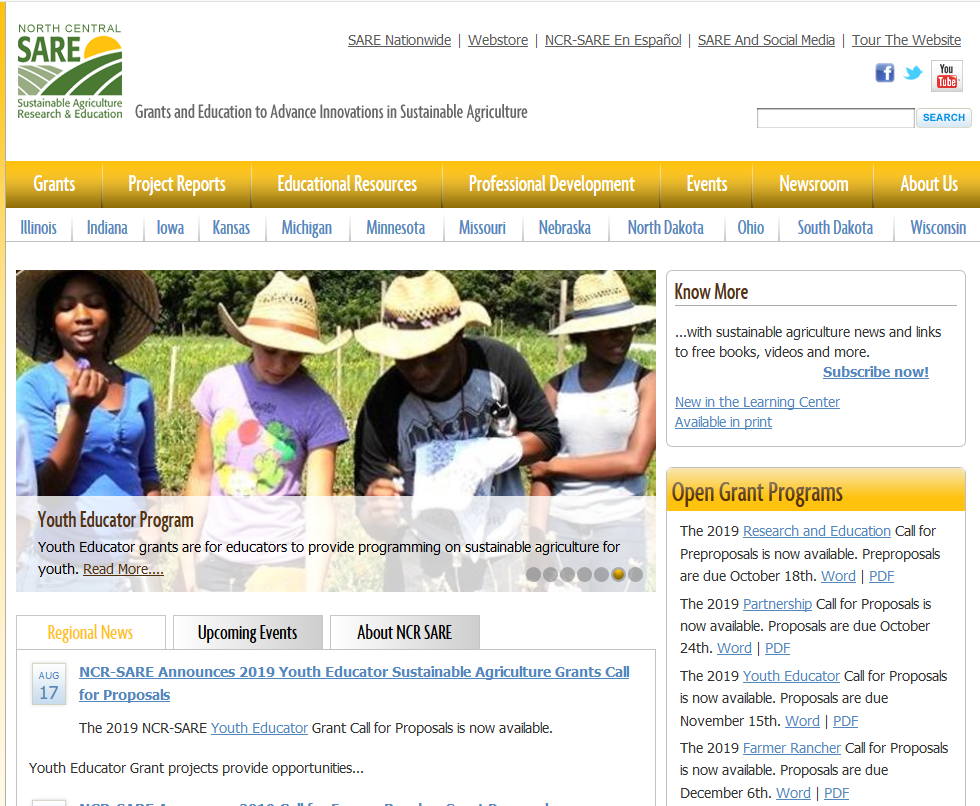 NORTH CENTRAL
SARE
Sustainable Agriculture
Research & Education
SARE Nationwide | Webstore | NCR-SARE En Español | SARE And Social Media | Tour The Website
You
Tube
Grants and Education to Advance Innovations in Sustainable Agriculture
SEARCH
Grants Project Reports Educational Resources Professional Development Events Newsroom About Us
Illinois Indiana Iowa Kansas Michigan Minnesota Missouri Nebraska North Dakota Ohio South Dakota Wisconsin
Youth Educator Program
Youth Educator grants are for educators to provide programming on sustainable agriculture for
youth. Read More....
Know More
...with sustainable agriculture news and links
to free books, videos and more.
Subscribe now!
New in the Learning Center
Available in print
Open Grant Programs
The 2019 Research and Education Call for
Preproposals is now available. Preproposals
are due October 18th. Word | PDF
The 2019 Partnership Call for Proposals is
now available. Proposals are due October
24th. Word | PDF
The 2019 Youth Educator Call for Proposals
is now available. Proposals are due
November 15th. Word | PDF
The 2019 Farmer Rancher Call for Proposals
is now available. Proposals are due
December 6th. Word | PDF
Regional News Upcoming Events About NCR SARE
AUG
17
NCR-SARE Announces 2019 Youth Educator Sustainable Agriculture Grants Call
for Proposals
The 2019 NCR-SARE Youth Educator Grant Call for Proposals is now available.
Youth Educator Grant projects provide opportunities...